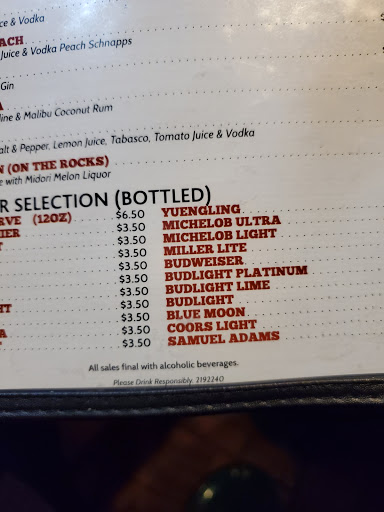 ce & Vodka
ACH
Juice & Vodka Peach Schnapps
Gin
A
line & Malibu Coconut Rum
alt & Pepper, Lemon Juice, Tabasco, Tomato Juice & Vodka
N (ON THE ROCKS)
e with Midori Melon Liquor
R SELECTION (BOTTLED)
RVE (12OZ) $6.50 YUENGLING
IER $3.50 MICHELOB ULTRA
T $3.50 MICHELOB LIGHT
$3.50 MILLER LITE
$3.50 BUDWEISER
$3.50 BUDLIGHT PLATINUM
$3.50 BUDLIGHT LIME
HT $3.50 BUDLIGHT
$3.50 BLUE MOON
A $3.50 COORS LIGHT
$3.50 SAMUEL ADAMS
All sales final with alcoholic beverages.
Please Drink Responsibly. 2192240